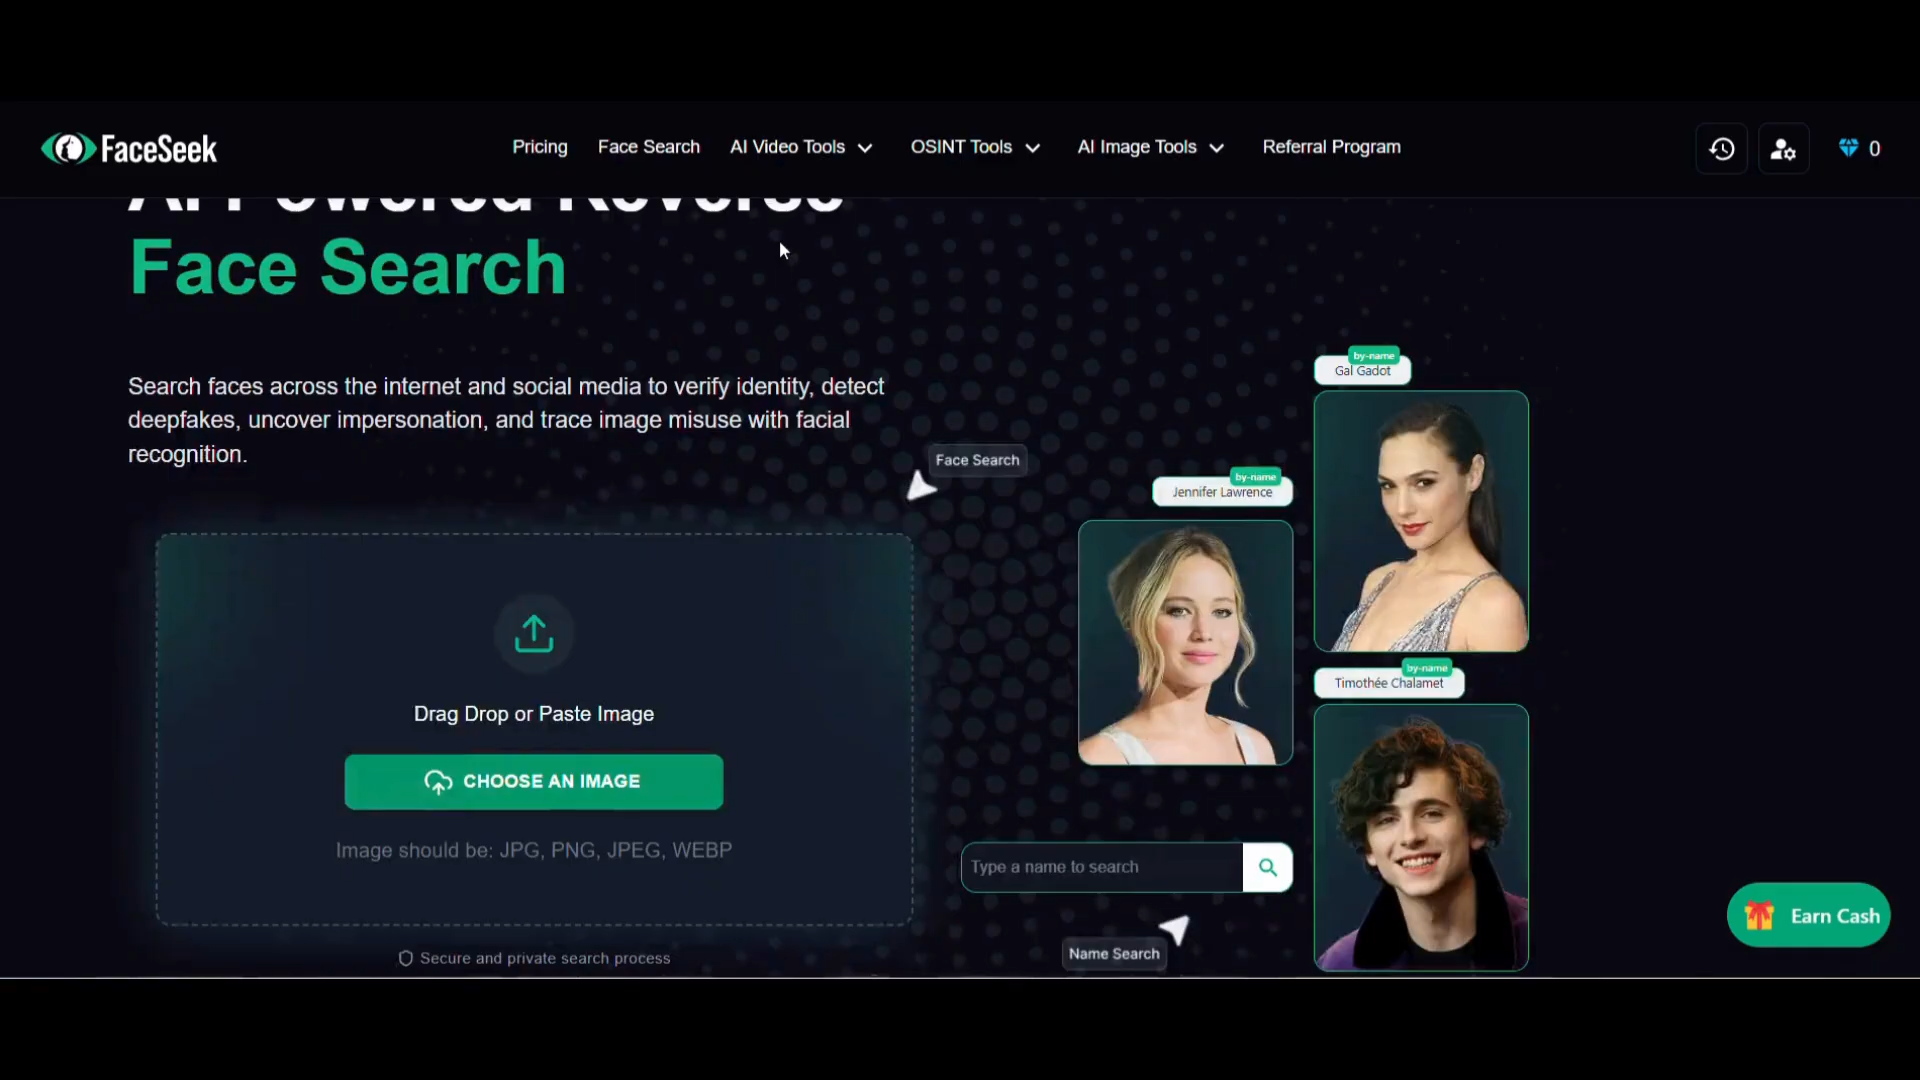 FaceSeek
Pricing
Face Search
AI Video Tools
OSINT Tools
AI Image Tools
Referral Program
0
AI Powered Reverse
Face Search
Search faces across the internet and social media to verify identity, detect
deepfakes, uncover impersonation, and trace image misuse with facial
recognition.
Drag Drop or Paste Image
CHOOSE AN IMAGE
Image should be: JPG, PNG, JPEG, WEBP
Secure and private search process
Face Search
by-name
Jennifer Lawrence
by-name
Gal Gadot
by-name
Timothée Chalamet
Type a name to search
Name Search
Earn Cash